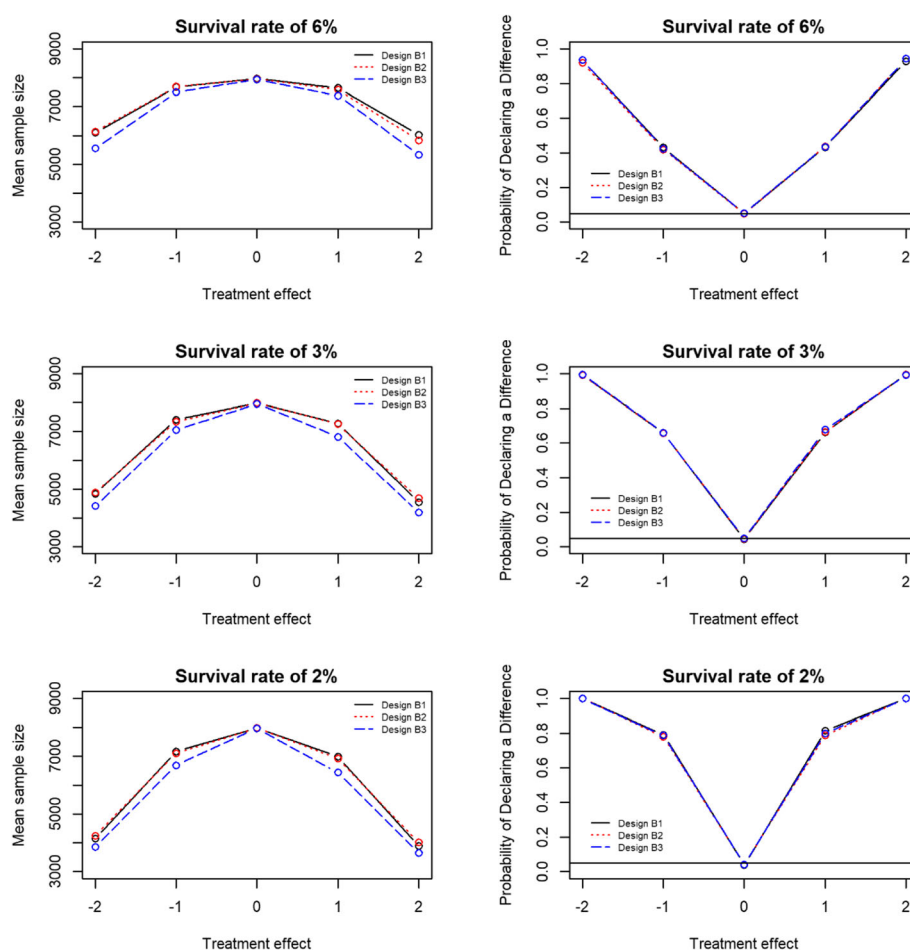 Survival rate of 6%
Mean sample size
9000
7000
5000
3000
Design B1
Design B2
Design B3
-2 -1 0 1 2
Treatment effect
Survival rate of 6%
Probability of Declaring a Difference
1.0
0.8
0.6
0.4
0.2
0.0
Design B1
Design B2
Design B3
-2 -1 0 1 2
Treatment effect
Survival rate of 3%
Mean sample size
9000
7000
5000
3000
Design B1
Design B2
Design B3
-2 -1 0 1 2
Treatment effect
Survival rate of 3%
Probability of Declaring a Difference
1.0
0.8
0.6
0.4
0.2
0.0
Design B1
Design B2
Design B3
-2 -1 0 1 2
Treatment effect
Survival rate of 2%
Mean sample size
9000
7000
5000
3000
Design B1
Design B2
Design B3
-2 -1 0 1 2
Treatment effect
Survival rate of 2%
Probability of Declaring a Difference
1.0
0.8
0.6
0.4
0.2
0.0
Design B1
Design B2
Design B3
-2 -1 0 1 2
Treatment effect